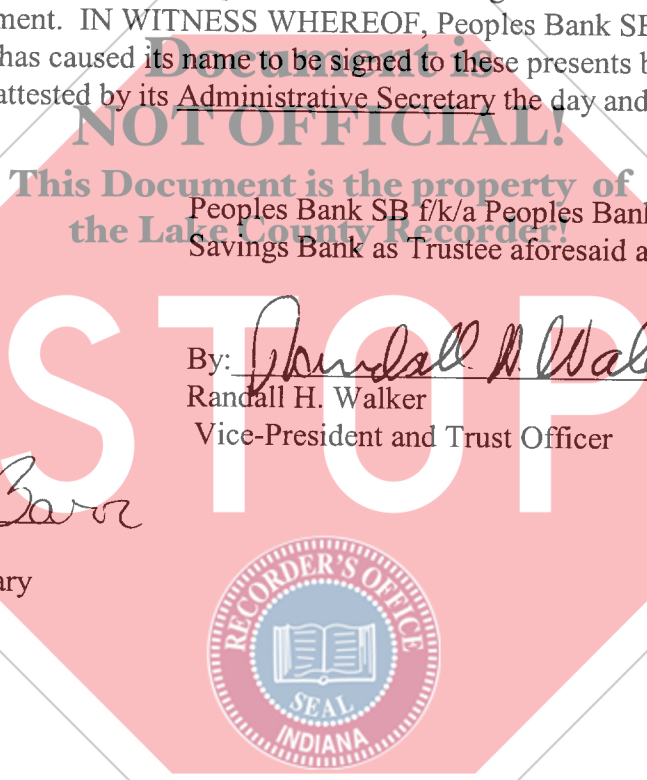 ment. IN WITNESS WHEREOF, Peoples Bank SB
has caused its name to be signed to these presents b
attested by its Administrative Secretary the day and
Document is
NOT OFFICIAL!
This Document is the property of
the Lake County Recorder!
Peoples Bank SB f/k/a Peoples Bank
Savings Bank as Trustee aforesaid a
STOP
By: Randall H. Wal
Randall H. Walker
Vice-President and Trust Officer
Barr
ary
RECORDER'S OFFICE
SEAL
INDIANA